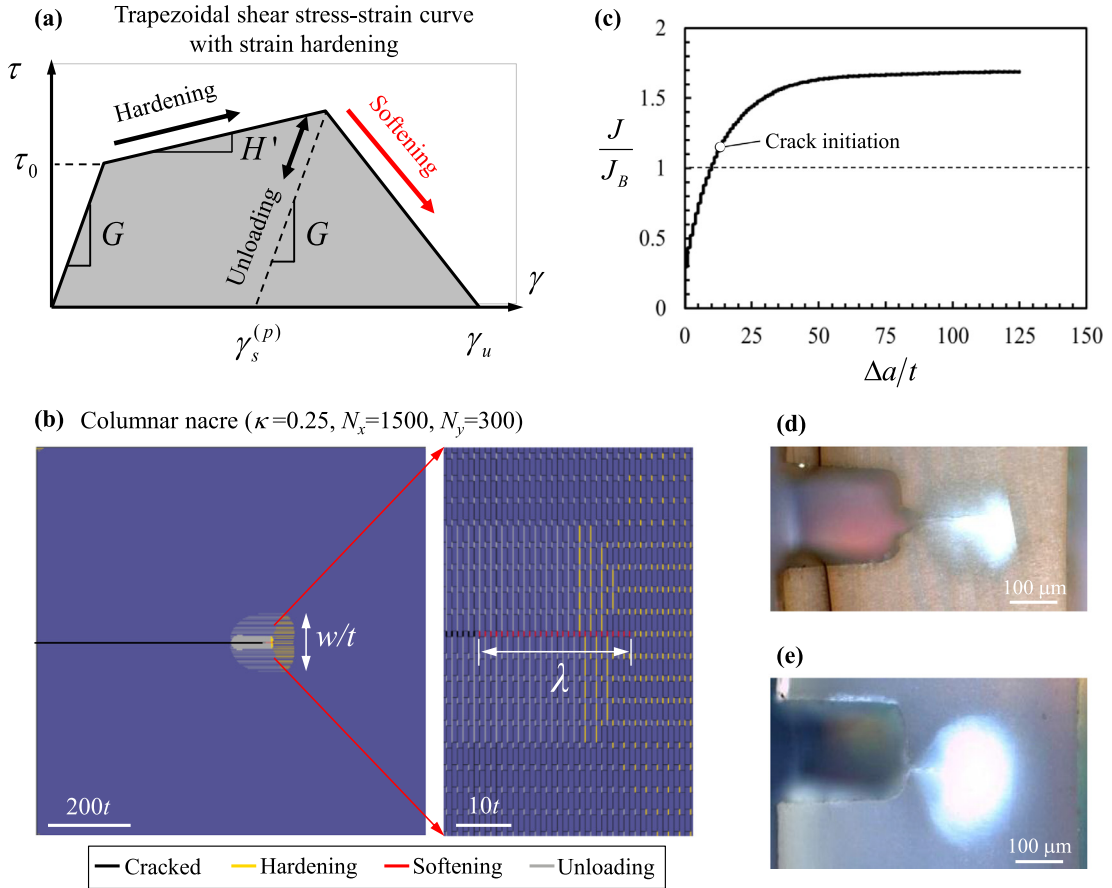 (a) Trapezoidal shear stress-strain curve
with strain hardening
τ
Hardening
Softening
τ₀
H'
Unloading
G
G
γ
γₛ⁽ᵖ⁾
γᵤ
(c)
2
1.5
1
0.5
0
J
J_B
Crack initiation
0 25 50 75 100 125 150
Δa/t
(b) Columnar nacre (κ=0.25, Nₓ=1500, Nᵧ=300)
w/t
200t
λ
10t
Cracked Hardening Softening Unloading
(d)
100 μm
(e)
100 μm